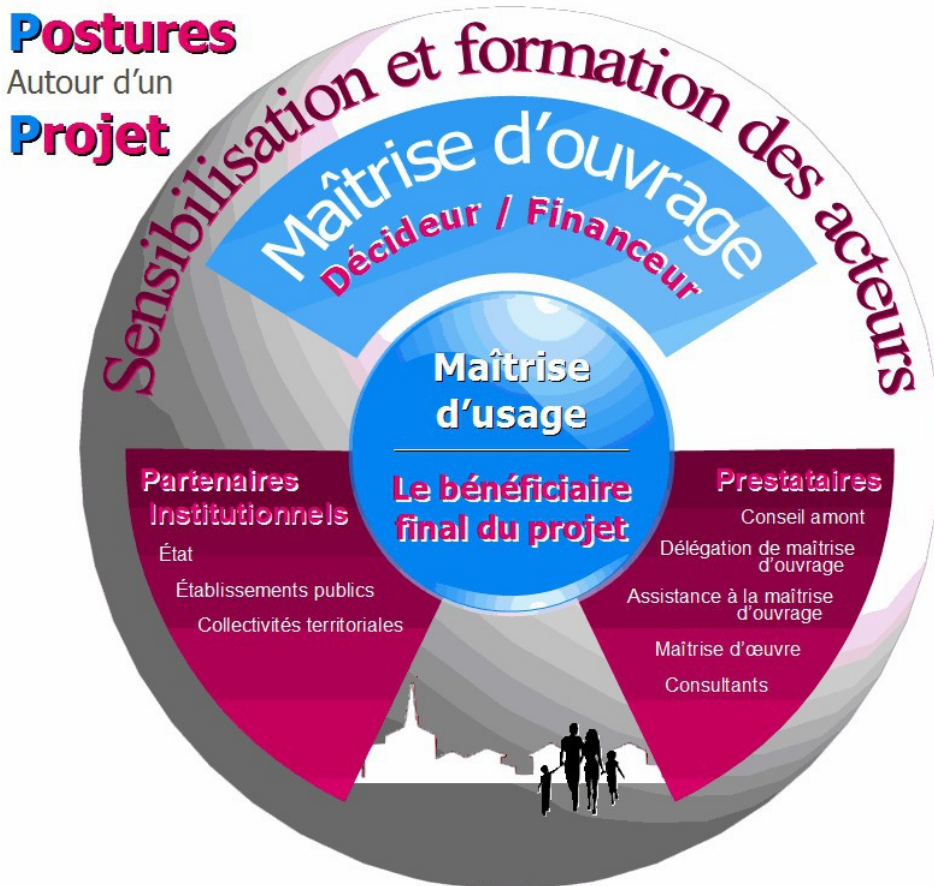 Postures
Autour d'un
Projet
Sensibilisation et formation des acteurs
Maîtrise d'ouvrage
Décideur / Financeur
Maîtrise
d'usage
Le bénéficiaire
final du projet
Partenaires
Institutionnels
État
Établissements publics
Collectivités territoriales
Prestataires
Conseil amont
Délégation de maîtrise
d'ouvrage
Assistance à la maîtrise
d'ouvrage
Maîtrise d'œuvre
Consultants